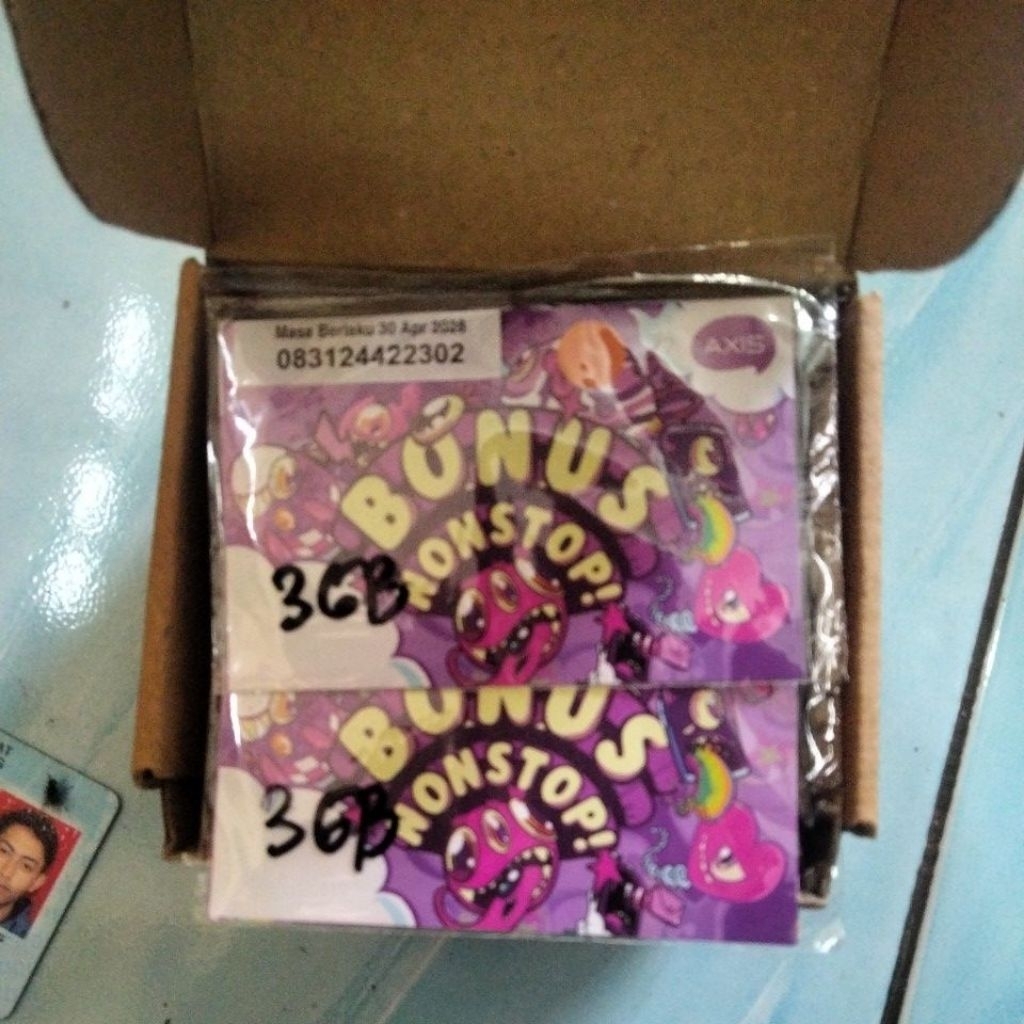 Masa Berlaku 30 Apr 2026
083124422302
AXIS
BONUS
NONSTOP!
3GB
BONUS
NONSTOP!
3GB